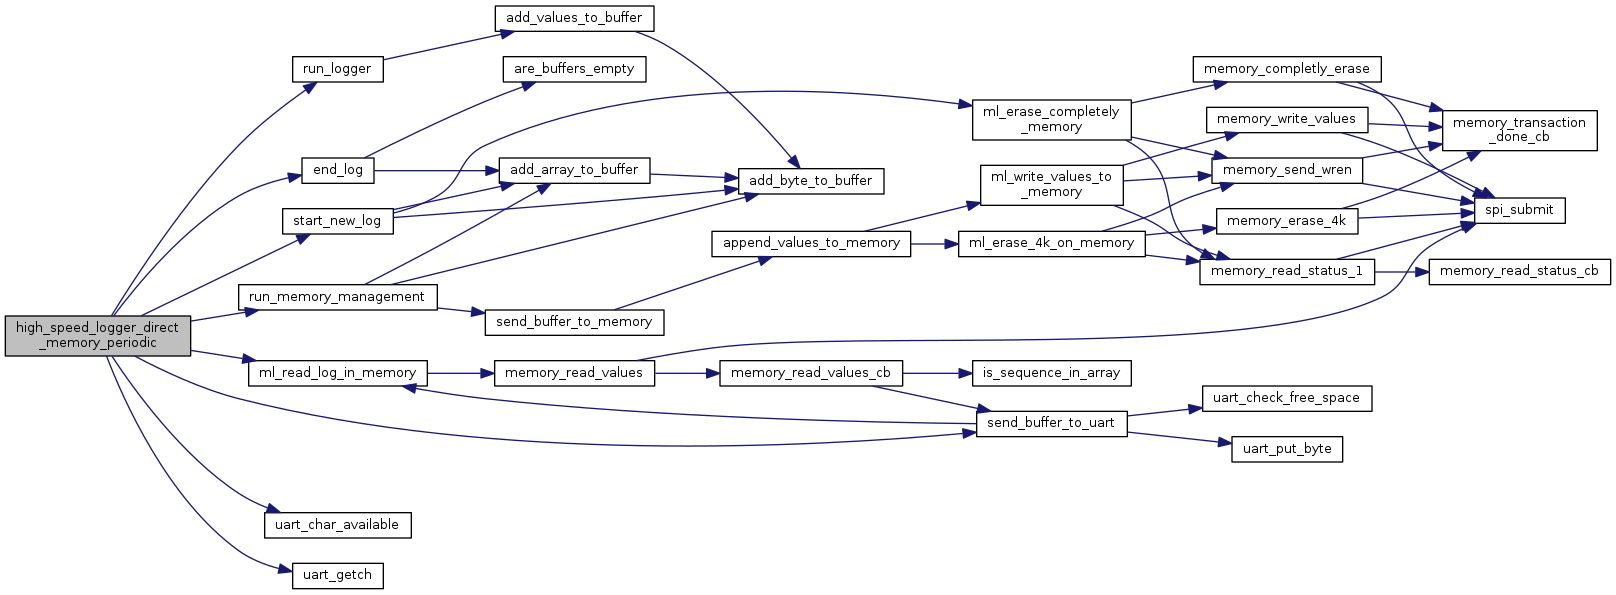 add_values_to_buffer
run_logger
are_buffers_empty
memory_completly_erase
ml_erase_completely
_memory
memory_write_values
memory_transaction
_done_cb
end_log
add_array_to_buffer
add_byte_to_buffer
ml_write_values_to
_memory
memory_send_wren
start_new_log
spi_submit
memory_erase_4k
append_values_to_memory
ml_erase_4k_on_memory
memory_read_status_1
memory_read_status_cb
run_memory_management
send_buffer_to_memory
high_speed_logger_direct
_memory_periodic
ml_read_log_in_memory
memory_read_values
memory_read_values_cb
is_sequence_in_array
uart_check_free_space
send_buffer_to_uart
uart_put_byte
uart_char_available
uart_getch